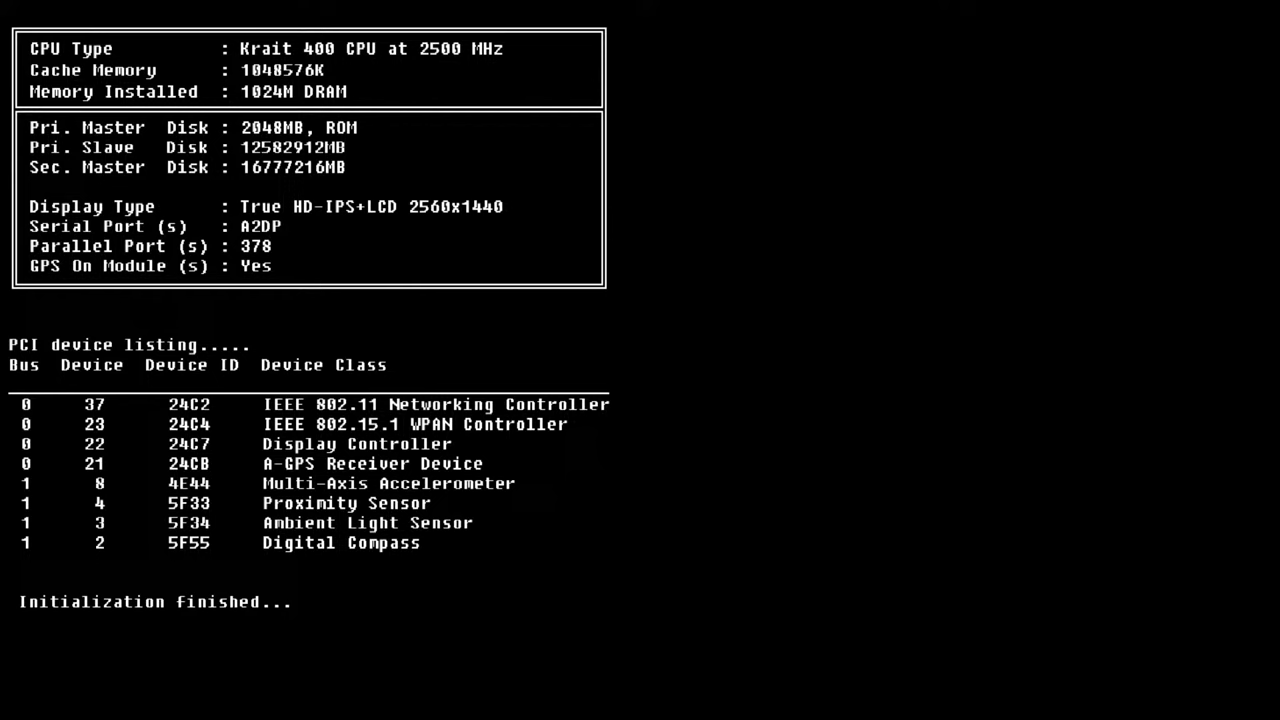 CPU Type : Krait 400 CPU at 2500 MHz
Cache Memory : 1048576K
Memory Installed : 1024M DRAM
Pri. Master Disk : 2048MB, ROM
Pri. Slave Disk : 12582912MB
Sec. Master Disk : 16777216MB
Display Type : True HD-IPS+LCD 2560x1440
Serial Port (s) : A2DP
Parallel Port (s) : 378
GPS On Module (s) : Yes
PCI device listing.....
Bus Device Device ID Device Class
0 37 24C2 IEEE 802.11 Networking Controller
0 23 24C4 IEEE 802.15.1 WPAN Controller
0 22 24C7 Display Controller
0 21 24CB A-GPS Receiver Device
1 8 4E44 Multi-Axis Accelerometer
1 4 5F33 Proximity Sensor
1 3 5F34 Ambient Light Sensor
1 2 5F55 Digital Compass
Initialization finished...